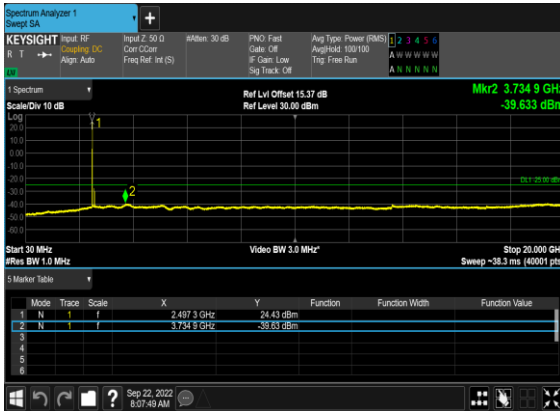 Spectrum Analyzer 1
Swept SA
+
KEYSIGHT
R T
Input: RF
Coupling: DC
Align: Auto
Input Z: 50 Ω
Corr CCorr
Freq Ref: Int (S)
#Atten: 30 dB
PNO: Fast
Gate: Off
IF Gain: Low
Sig Track: Off
Avg Type: Power (RMS)
Avg|Hold: 100/100
Trig: Free Run
1 2 3 4 5 6
A W W W W W
A N N N N N
1 Spectrum
Scale/Div 10 dB
Ref Lvl Offset 15.37 dB
Ref Level 30.00 dBm
Mkr2 3.734 9 GHz
-39.633 dBm
Log
20.0
10.0
0.00
-10.0
-20.0
-30.0
-40.0
-50.0
-60.0
1
2
DL1 -25.00 dBm
Start 30 MHz
#Res BW 1.0 MHz
Video BW 3.0 MHz*
Stop 20.000 GHz
Sweep ~38.3 ms (40001 pts)
5 Marker Table
Mode Trace Scale X Y Function Function Width Function Value
1 N 1 f 2.497 3 GHz 24.43 dBm
2 N 1 f 3.734 9 GHz -39.63 dBm
3
4
5
6
?
Sep 22, 2022
8:07:49 AM